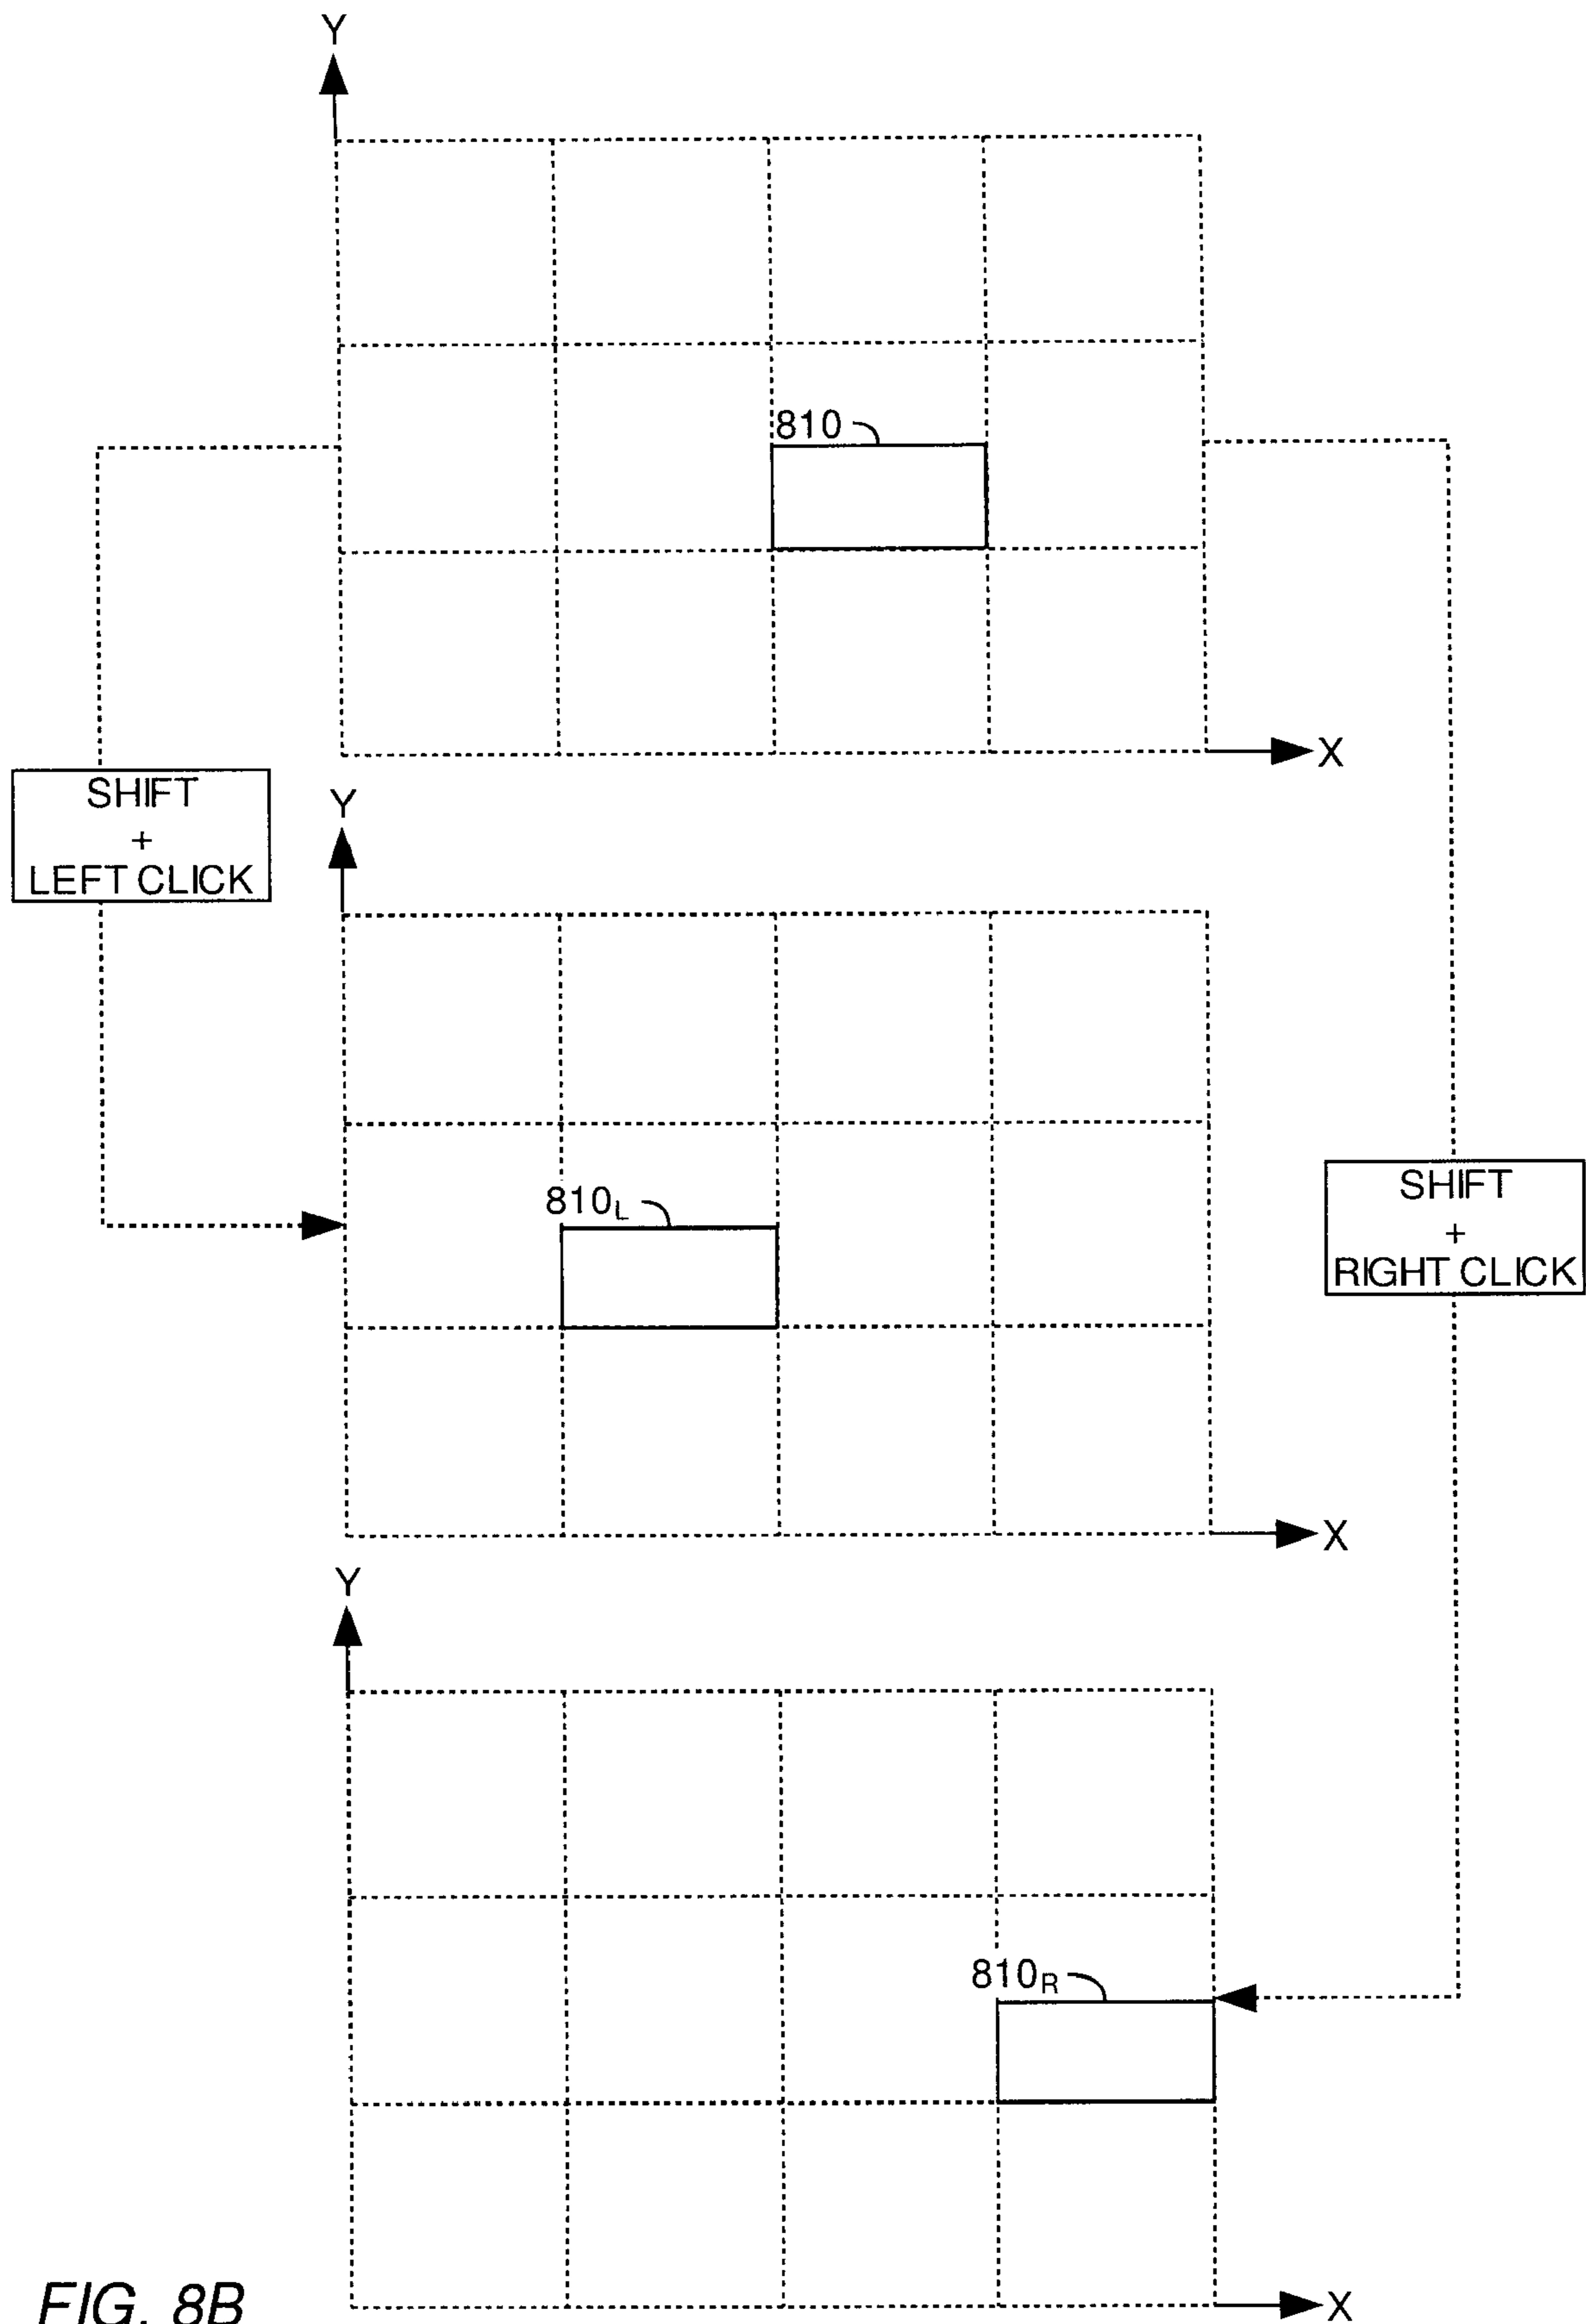 Y
810
X
SHIFT
+
LEFT CLICK
Y
810L
SHIFT
+
RIGHT CLICK
X
Y
810R
X
FIG. 8B